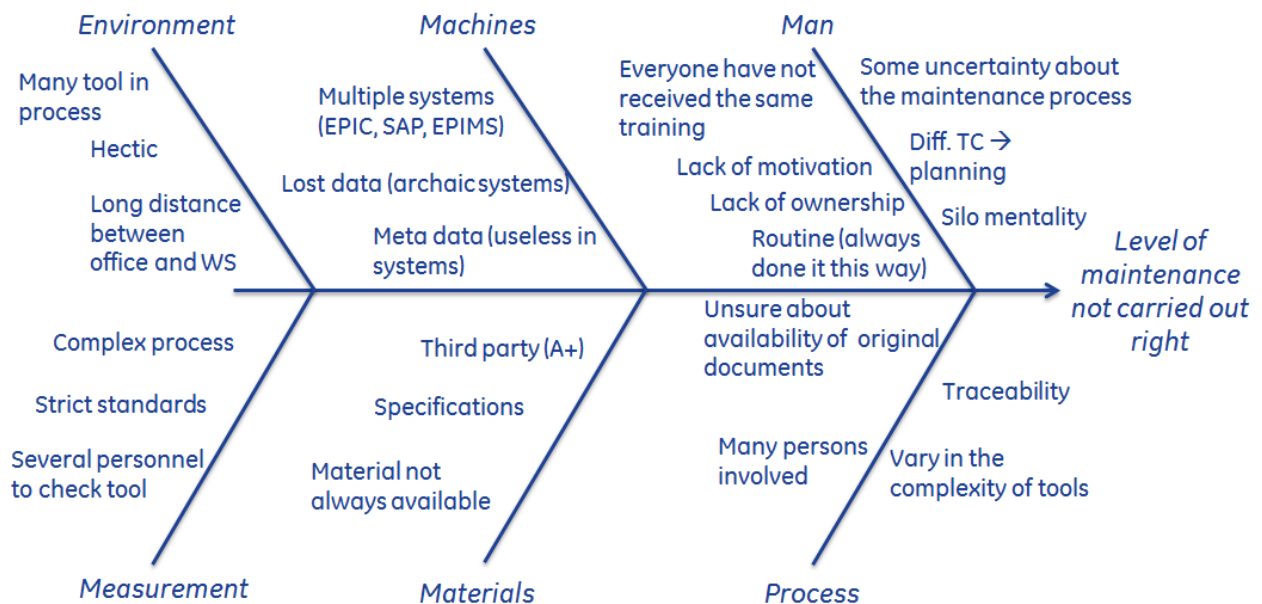 Environment
Machines
Man
Many tool in
process
Hectic
Long distance
between
office and WS
Multiple systems
(EPIC, SAP, EPIMS)
Lost data (archaic systems)
Meta data (useless in
systems)
Everyone have not
received the same
training
Lack of motivation
Lack of ownership
Routine (always
done it this way)
Some uncertainty about
the maintenance process
Diff. TC →
planning
Silo mentality
Level of
maintenance
not carried out
right
Complex process
Strict standards
Several personnel
to check tool
Third party (A+)
Specifications
Material not
always available
Unsure about
availability of original
documents
Many persons
involved
Traceability
Vary in the
complexity of tools
Measurement
Materials
Process